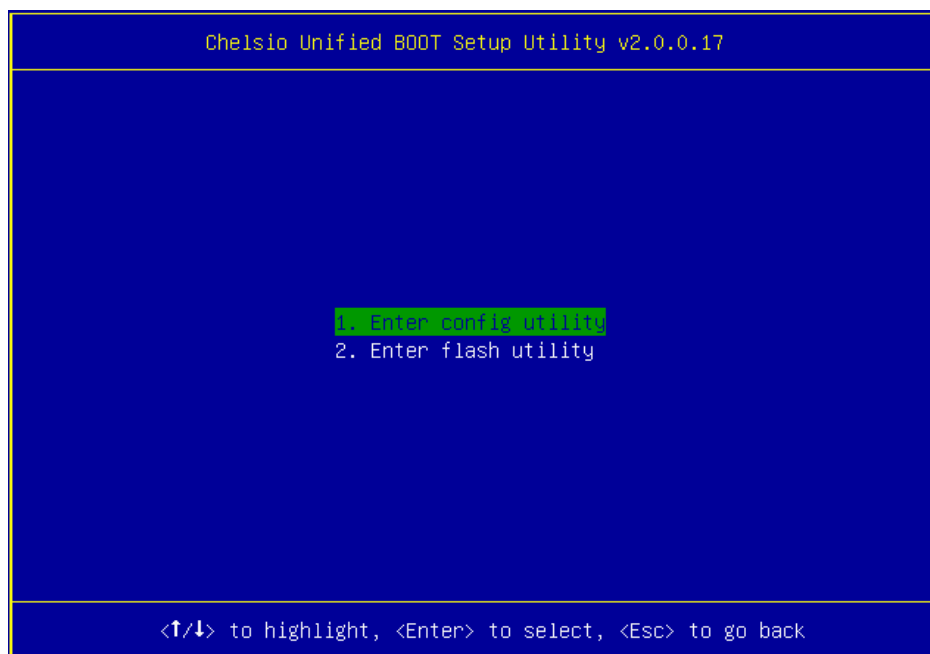 Chelsio Unified BOOT Setup Utility v2.0.0.17
1. Enter config utility
2. Enter flash utility
<↑/↓> to highlight, <Enter> to select, <Esc> to go back